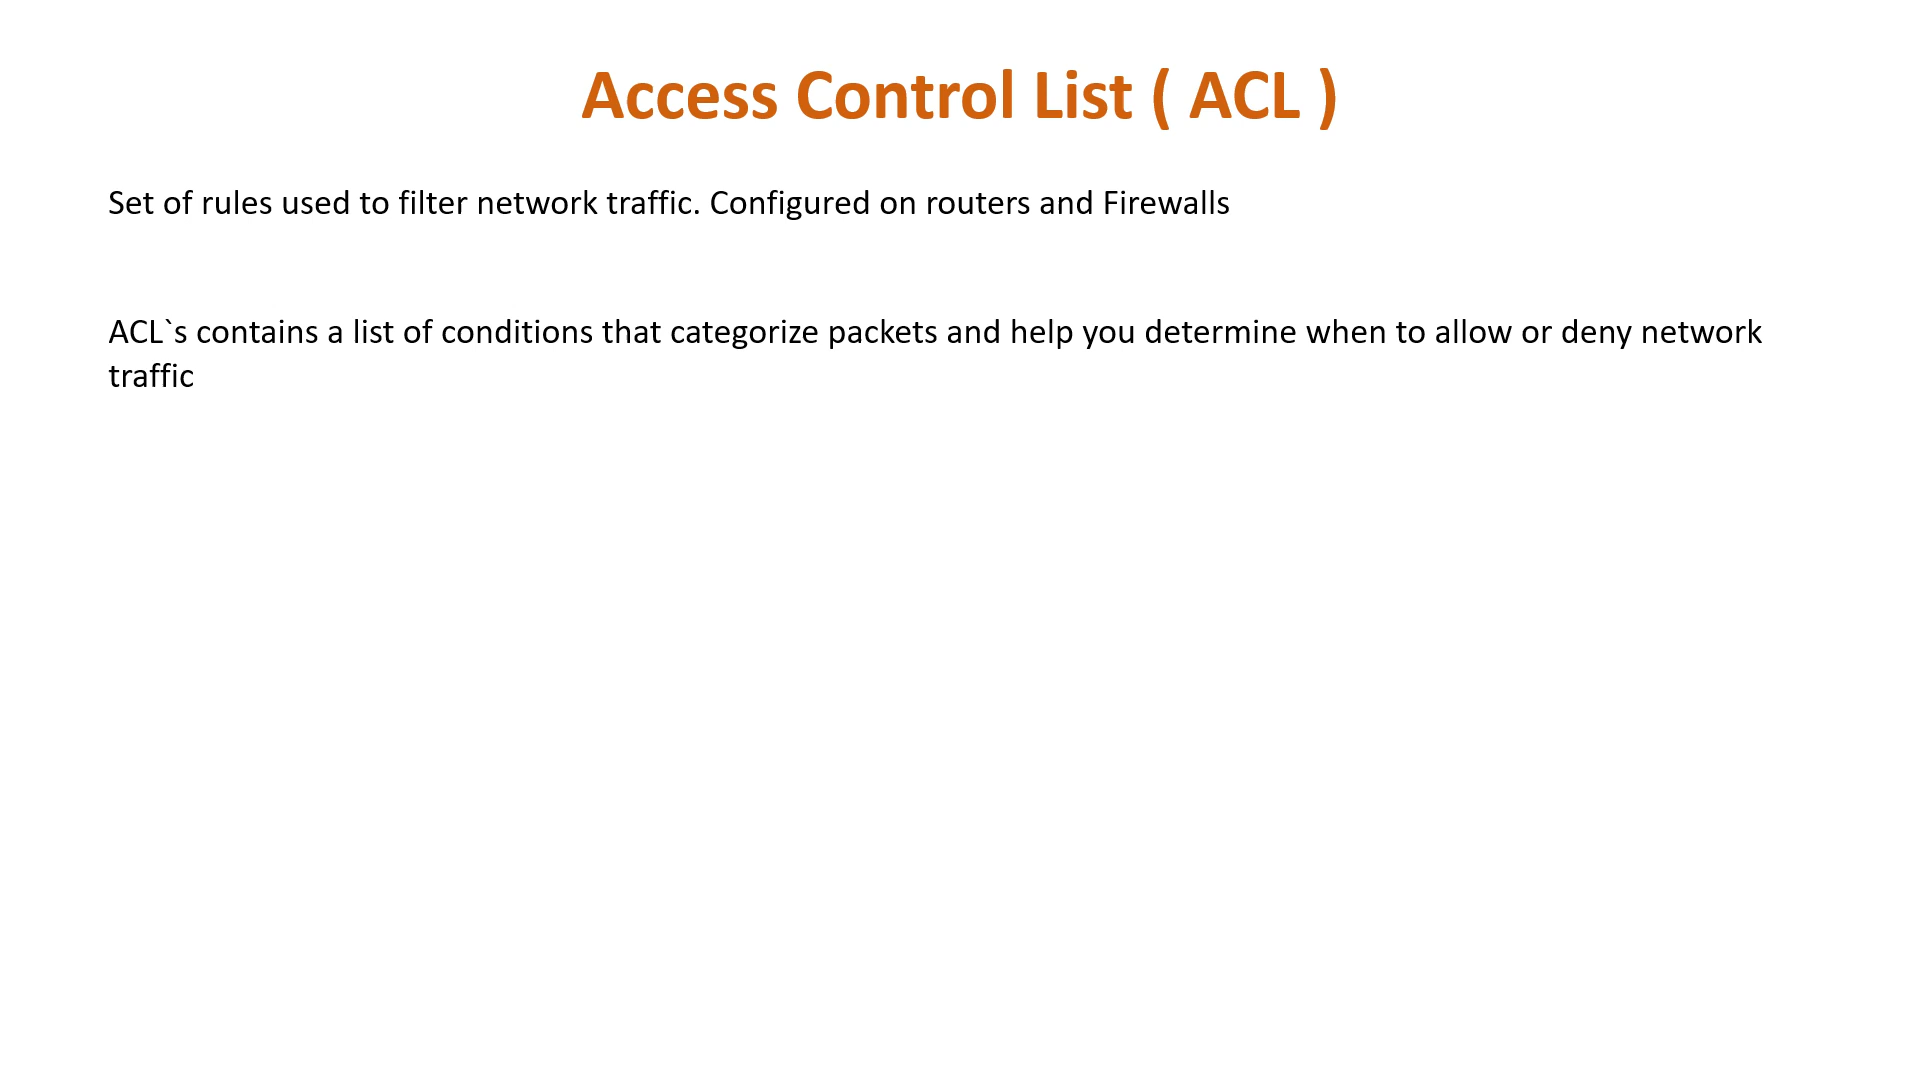 Access Control List ( ACL )
Set of rules used to filter network traffic. Configured on routers and Firewalls
ACL`s contains a list of conditions that categorize packets and help you determine when to allow or deny network
traffic